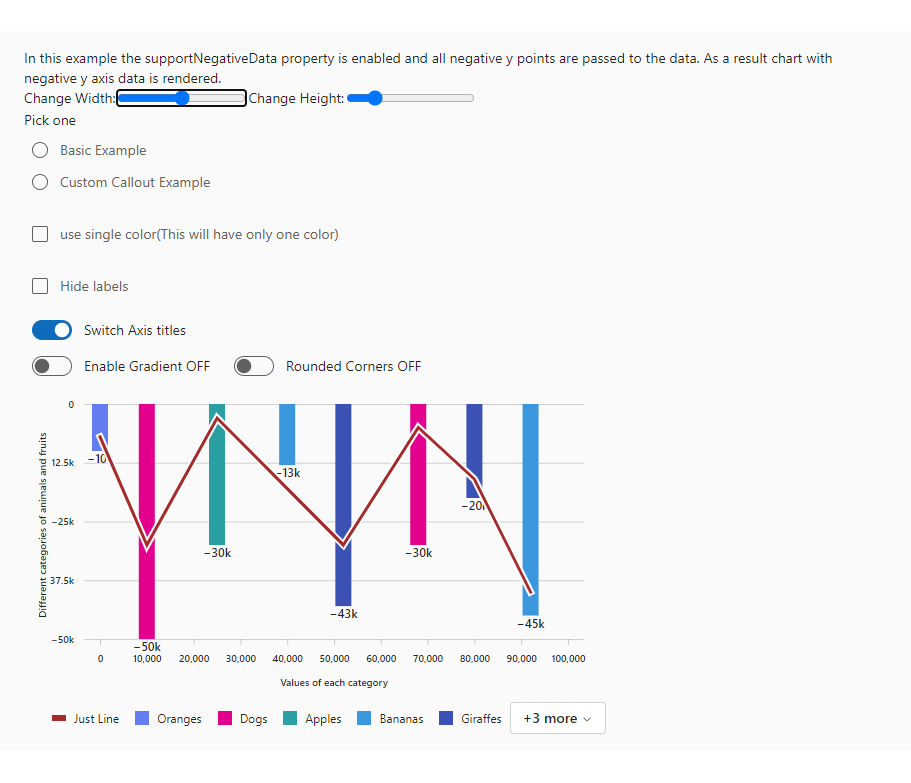 In this example the supportNegativeData property is enabled and all negative y points are passed to the data. As a result chart with
negative y axis data is rendered.
Change Width: Change Height:
Pick one
Basic Example
Custom Callout Example
use single color(This will have only one color)
Hide labels
Switch Axis titles
Enable Gradient OFF Rounded Corners OFF
Different categories of animals and fruits
0
12.5k
−25k
37.5k
−50k
−10
−50k
−30k
−13k
−43k
−30k
−20
−45k
0 10,000 20,000 30,000 40,000 50,000 60,000 70,000 80,000 90,000 100,000
Values of each category
Just Line Oranges Dogs Apples Bananas Giraffes +3 more